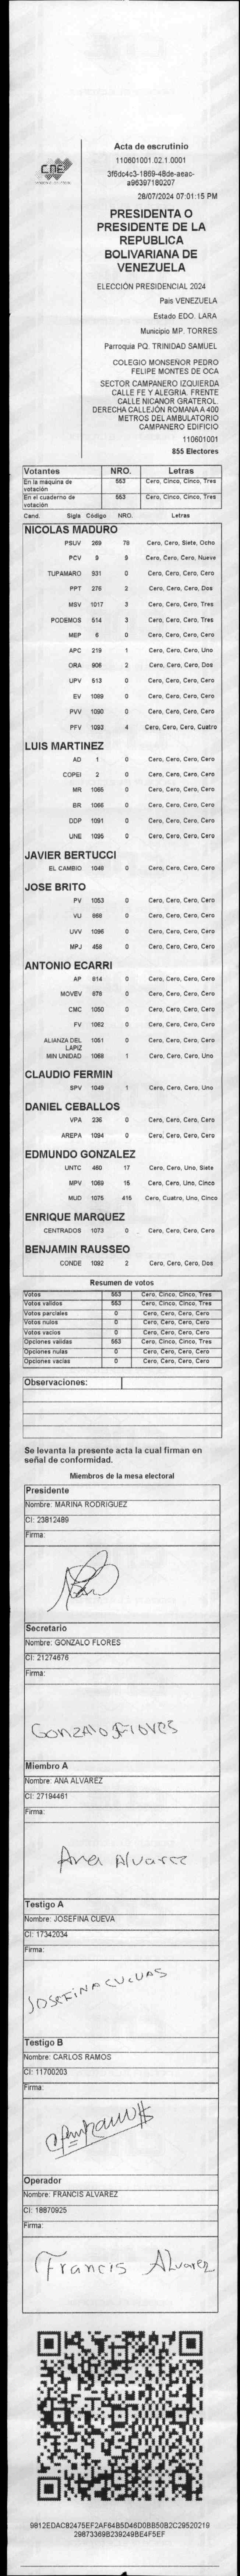 CNE
Acta de escrutinio
110601001.02.1.0001
3f6dc4c3-1869-48de-aeac-
a96397180207
28/07/2024 07:01:15 PM
PRESIDENTA O
PRESIDENTE DE LA
REPUBLICA
BOLIVARIANA DE
VENEZUELA
ELECCIÓN PRESIDENCIAL 2024
Pais VENEZUELA
Estado EDO. LARA
Municipio MP. TORRES
Parroquia PQ. TRINIDAD SAMUEL
COLEGIO MONSEÑOR PEDRO
FELIPE MONTES DE OCA
SECTOR CAMPANERO IZQUIERDA
CALLE FE Y ALEGRIA. FRENTE
CALLE NICANOR GRATEROL.
DERECHA CALLEJÓN ROMANA A 400
METROS DEL AMBULATORIO
CAMPANERO EDIFICIO
110601001
855 Electores
Votantes NRO. Letras
En la máquina de votación 553 Cero, Cinco, Cinco, Tres
En el cuaderno de votación 553 Cero, Cinco, Cinco, Tres
Cand. Sigla Código NRO. Letras
NICOLAS MADURO
PSUV 269 78 Cero, Cero, Siete, Ocho
PCV 9 9 Cero, Cero, Cero, Nueve
TUPAMARO 931 0 Cero, Cero, Cero, Cero
PPT 276 2 Cero, Cero, Cero, Dos
MSV 1017 3 Cero, Cero, Cero, Tres
PODEMOS 514 3 Cero, Cero, Cero, Tres
MEP 6 0 Cero, Cero, Cero, Cero
APC 219 1 Cero, Cero, Cero, Uno
ORA 906 2 Cero, Cero, Cero, Dos
UPV 513 0 Cero, Cero, Cero, Cero
EV 1089 0 Cero, Cero, Cero, Cero
PVV 1090 0 Cero, Cero, Cero, Cero
PFV 1093 4 Cero, Cero, Cero, Cuatro
LUIS MARTINEZ
AD 1 0 Cero, Cero, Cero, Cero
COPEI 2 0 Cero, Cero, Cero, Cero
MR 1065 0 Cero, Cero, Cero, Cero
BR 1066 0 Cero, Cero, Cero, Cero
DDP 1091 0 Cero, Cero, Cero, Cero
UNE 1095 0 Cero, Cero, Cero, Cero
JAVIER BERTUCCI
EL CAMBIO 1048 0 Cero, Cero, Cero, Cero
JOSE BRITO
PV 1053 0 Cero, Cero, Cero, Cero
VU 868 0 Cero, Cero, Cero, Cero
UVV 1096 0 Cero, Cero, Cero, Cero
MPJ 458 0 Cero, Cero, Cero, Cero
ANTONIO ECARRI
AP 814 0 Cero, Cero, Cero, Cero
MOVEV 678 0 Cero, Cero, Cero, Cero
CMC 1050 0 Cero, Cero, Cero, Cero
FV 1062 0 Cero, Cero, Cero, Cero
ALIANZA DEL LAPIZ 1051 0 Cero, Cero, Cero, Cero
MIN UNIDAD 1068 1 Cero, Cero, Cero, Uno
CLAUDIO FERMIN
SPV 1049 1 Cero, Cero, Cero, Uno
DANIEL CEBALLOS
VPA 236 0 Cero, Cero, Cero, Cero
AREPA 1094 0 Cero, Cero, Cero, Cero
EDMUNDO GONZALEZ
UNTC 460 17 Cero, Cero, Uno, Siete
MPV 1069 15 Cero, Cero, Uno, Cinco
MUD 1075 415 Cero, Cuatro, Uno, Cinco
ENRIQUE MARQUEZ
CENTRADOS 1073 0 Cero, Cero, Cero, Cero
BENJAMIN RAUSSEO
CONDE 1082 2 Cero, Cero, Cero, Dos
Resumen de votos
Votos 553 Cero, Cinco, Cinco, Tres
Votos validos 553 Cero, Cinco, Cinco, Tres
Votos parciales 0 Cero, Cero, Cero, Cero
Votos nulos 0 Cero, Cero, Cero, Cero
Votos vacios 0 Cero, Cero, Cero, Cero
Opciones validas 553 Cero, Cinco, Cinco, Tres
Opciones nulas 0 Cero, Cero, Cero, Cero
Opciones vacias 0 Cero, Cero, Cero, Cero
Observaciones:
Se levanta la presente acta la cual firman en
señal de conformidad.
Miembros de la mesa electoral
Presidente
Nombre: MARINA RODRIGUEZ
CI: 23812489
Firma:
Secretario
Nombre: GONZALO FLORES
CI: 21274676
Firma:
Gonzalo Flores
Miembro A
Nombre: ANA ALVAREZ
CI: 27194461
Firma:
Ana Alvarez
Testigo A
Nombre: JOSEFINA CUEVA
CI: 17342034
Firma:
JOSEFINA CUEVAS
Testigo B
Nombre: CARLOS RAMOS
CI: 11700203
Firma:
Operador
Nombre: FRANCIS ALVAREZ
CI: 18870925
Firma:
Francis Alvarez
9812EDAC82475EF2AF64B5D46D0BB50B2C29520219
29873369B239249BE4F5EF